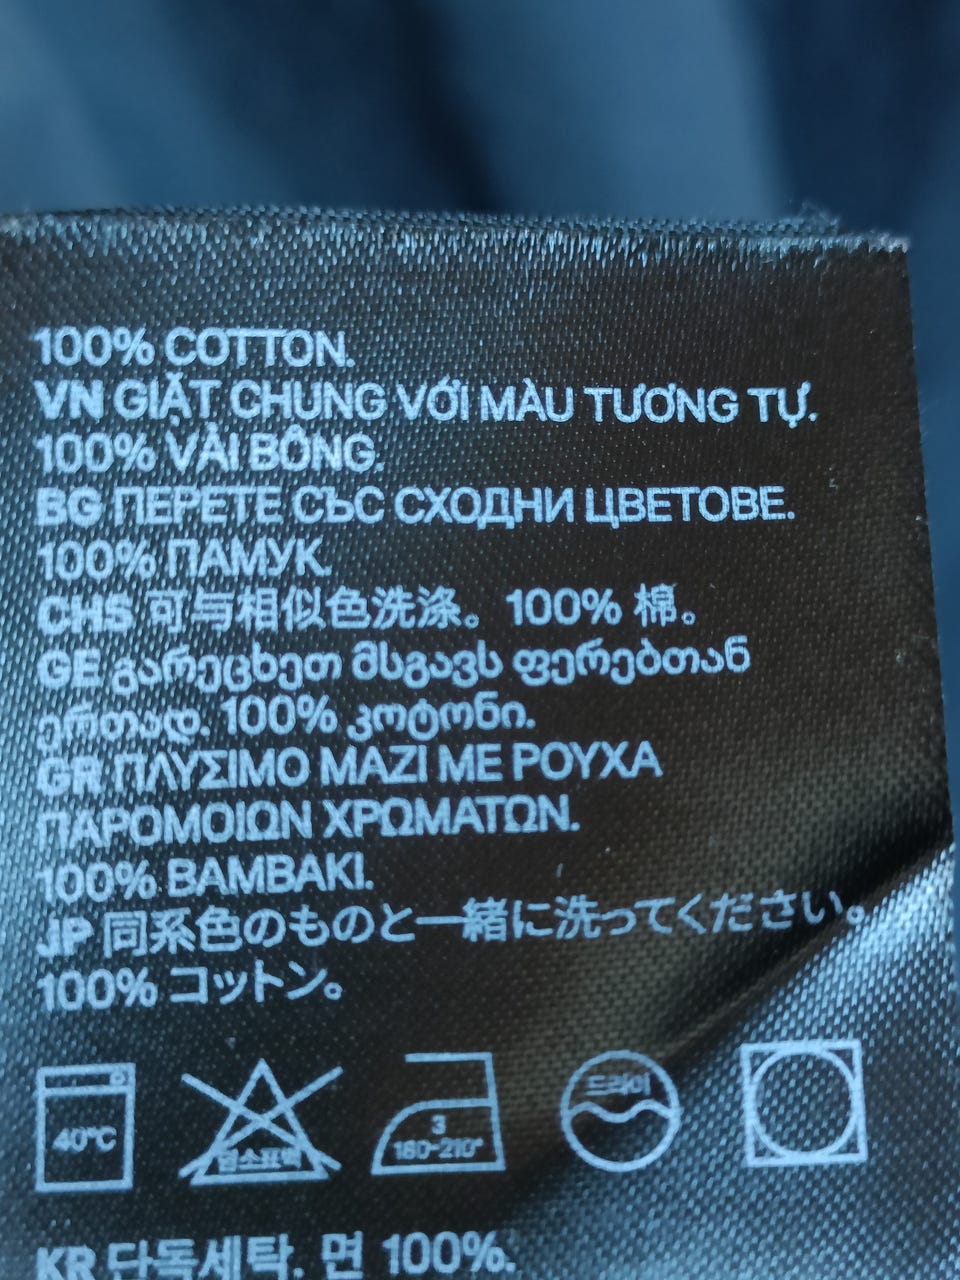 100% COTTON.
VN GIẶT CHUNG VỚI MÀU TƯƠNG TỰ.
100% VẢI BÔNG.
BG ПЕРЕТЕ СЪС СХОДНИ ЦВЕТОВЕ.
100% ПАМУК.
CHS 可与相似色洗涤。100% 棉。
GE გარეცხეთ მსგავს ფერებთან
ერთად. 100% კოტონი.
GR ΠΛΥΣΙΜΟ ΜΑΖΙ ΜΕ ΡΟΥΧΑ
ΠΑΡΟΜΟΙΩΝ ΧΡΩΜΑΤΩΝ.
100% ΒΑΜΒΑΚΙ.
JP 同系色のものと一緒に洗ってください。
100% コットン。
40℃ 염소표백 3 드라이
180~210°
KR 단독세탁. 면 100%.